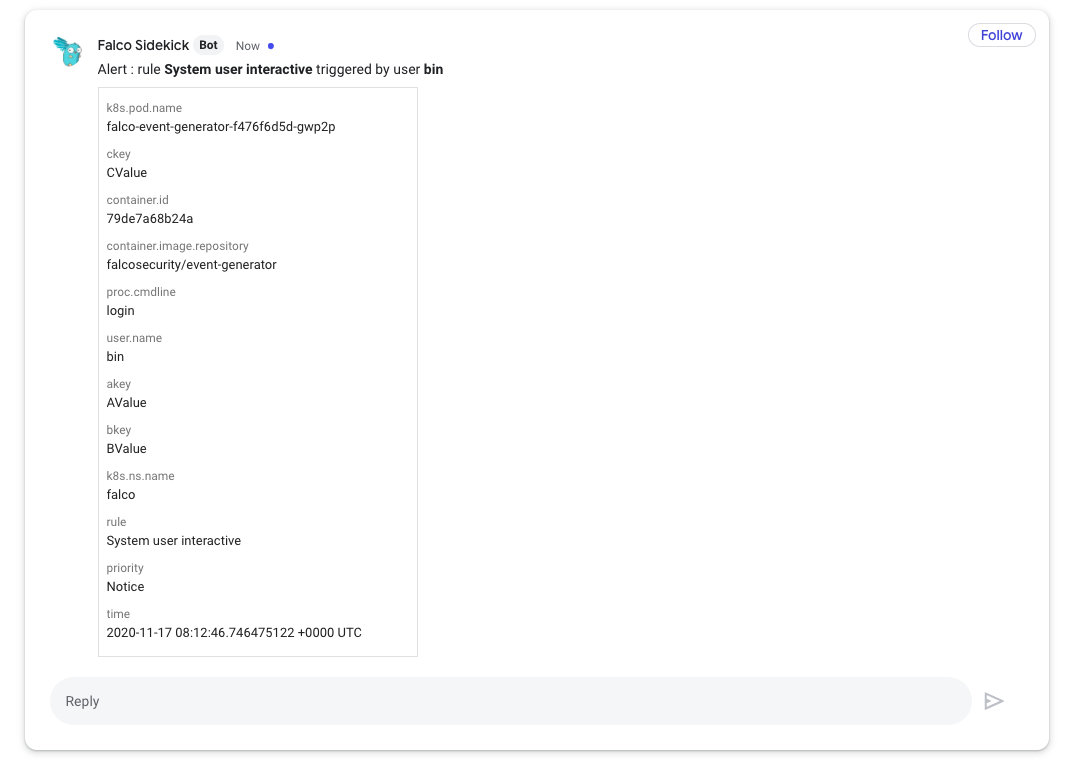 Falco Sidekick Bot Now
Follow
Alert : rule System user interactive triggered by user bin
k8s.pod.name
falco-event-generator-f476f6d5d-gwp2p
ckey
CValue
container.id
79de7a68b24a
container.image.repository
falcosecurity/event-generator
proc.cmdline
login
user.name
bin
akey
AValue
bkey
BValue
k8s.ns.name
falco
rule
System user interactive
priority
Notice
time
2020-11-17 08:12:46.746475122 +0000 UTC
Reply